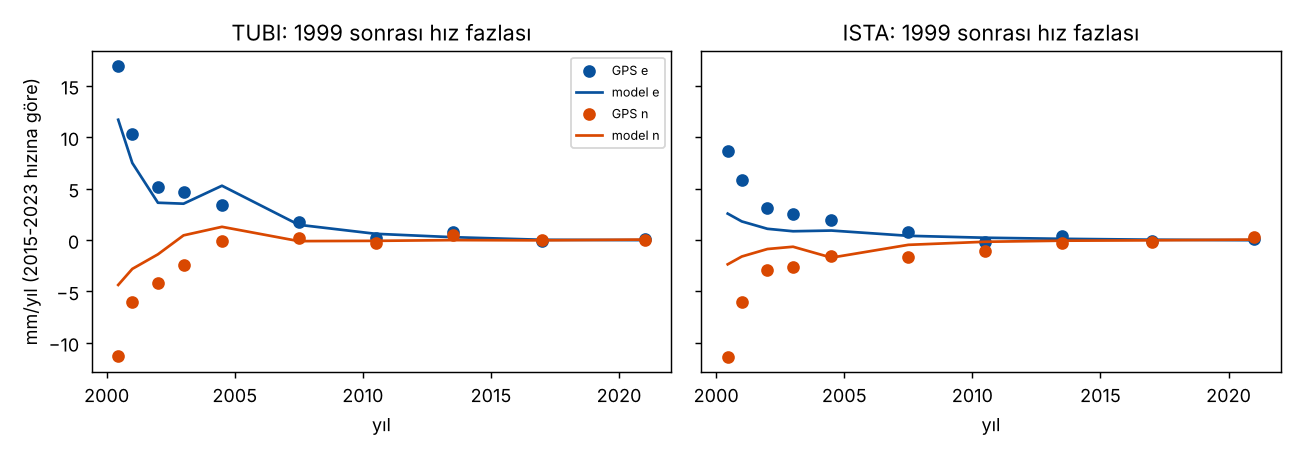 TUBI: 1999 sonrası hız fazlası
ISTA: 1999 sonrası hız fazlası
mm/yıl (2015-2023 hızına göre)
15
10
5
0
−5
−10
GPS e
model e
GPS n
model n
2000
2005
2010
2015
2020
2000
2005
2010
2015
2020
yıl
yıl